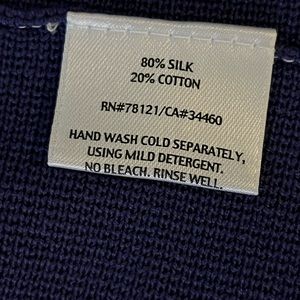 80% SILK
20% COTTON
RN#78121/CA#34460
HAND WASH COLD SEPARATELY,
USING MILD DETERGENT.
NO BLEACH. RINSE WELL.